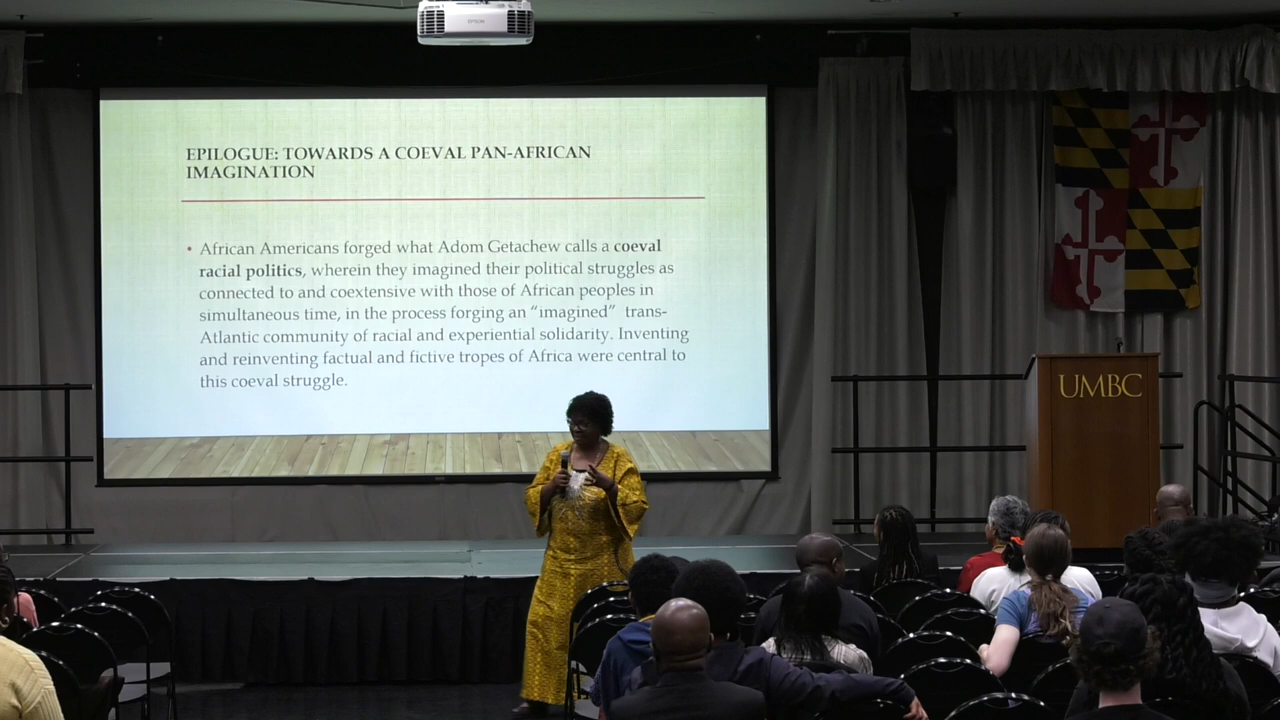 EPSON
EPILOGUE: TOWARDS A COEVAL PAN-AFRICAN
IMAGINATION
• African Americans forged what Adom Getachew calls a coeval
racial politics, wherein they imagined their political struggles as
connected to and coextensive with those of African peoples in
simultaneous time, in the process forging an “imagined” trans-
Atlantic community of racial and experiential solidarity. Inventing
and reinventing factual and fictive tropes of Africa were central to
this coeval struggle.
UMBC